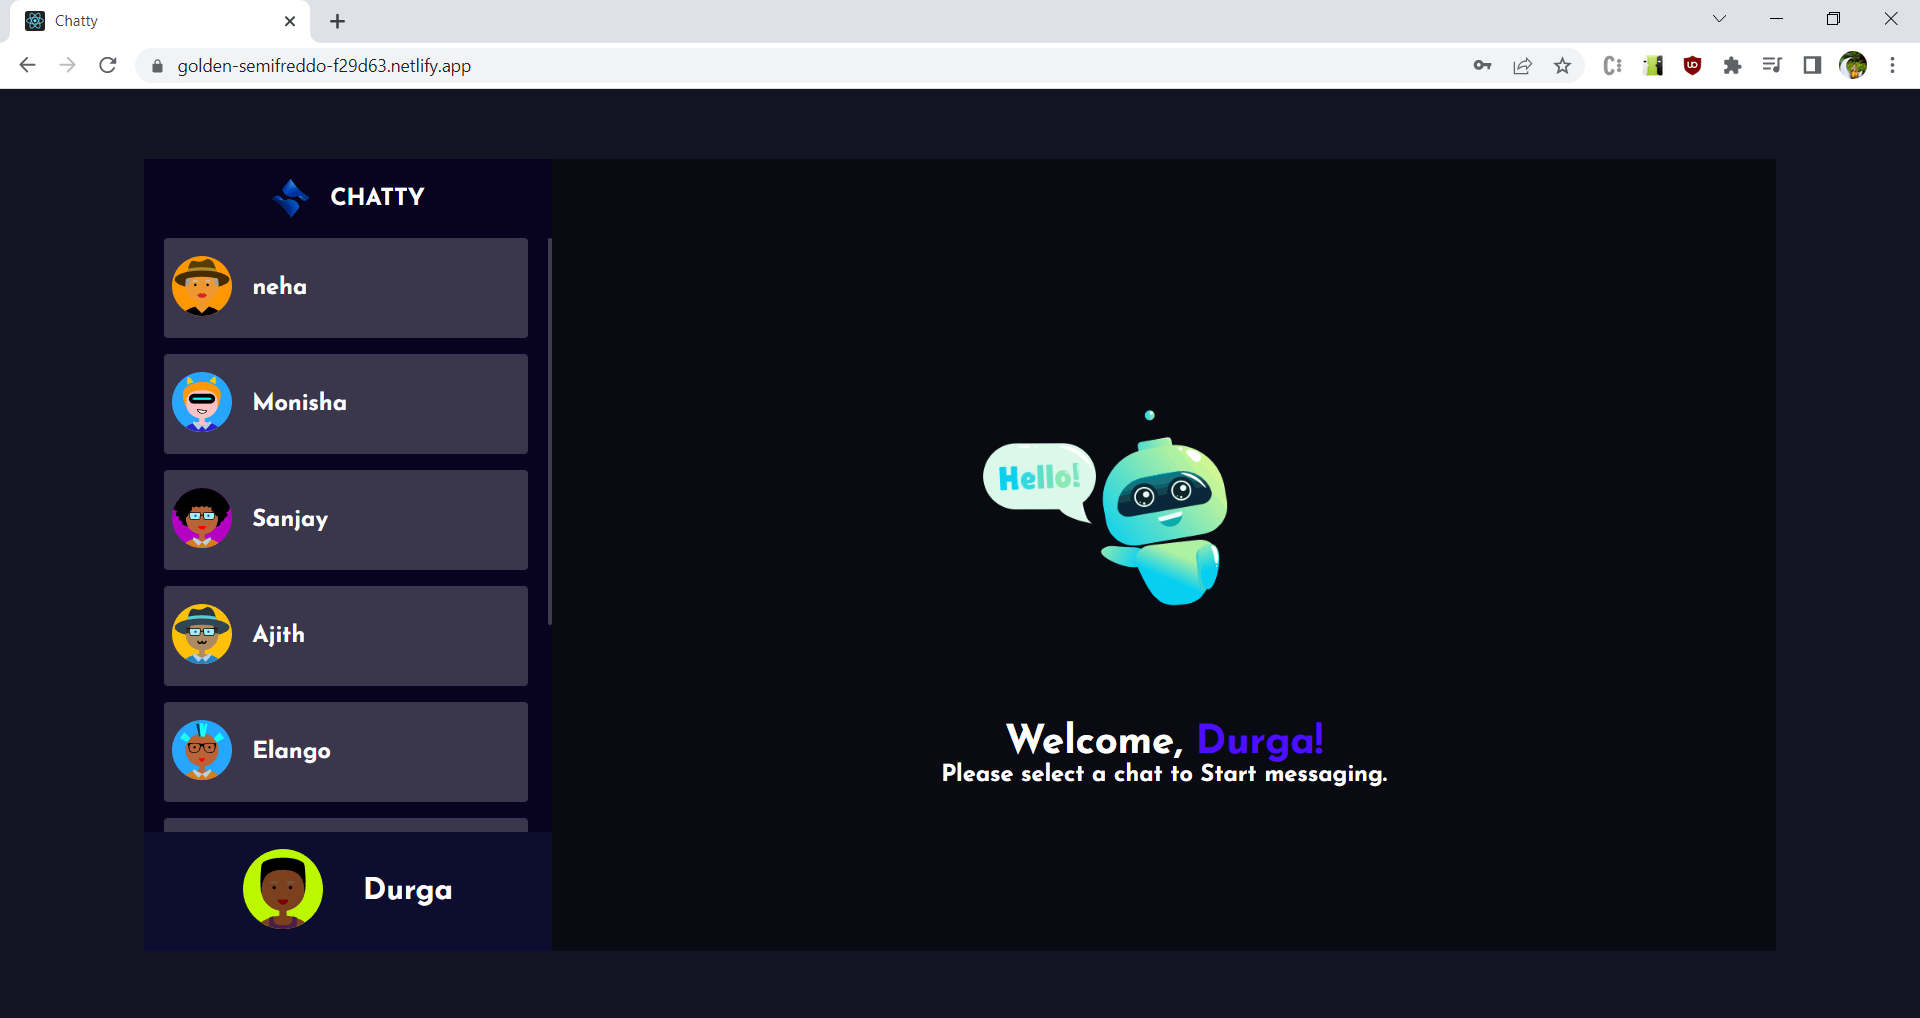 Chatty
golden-semifreddo-f29d63.netlify.app
CHATTY
neha
Monisha
Sanjay
Ajith
Elango
Durga
Hello!
Welcome, Durga!
Please select a chat to Start messaging.